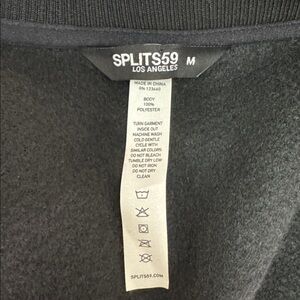 SPLITS59 M
LOS ANGELES
MADE IN CHINA
RN 133440
BODY
100%
POLYESTER
TURN GARMENT
INSIDE OUT
MACHINE WASH
COLD GENTLE
CYCLE WITH
SIMILAR COLORS
DO NOT BLEACH
TUMBLE DRY LOW
DO NOT IRON
DO NOT DRY
CLEAN
SPLITS59.COM